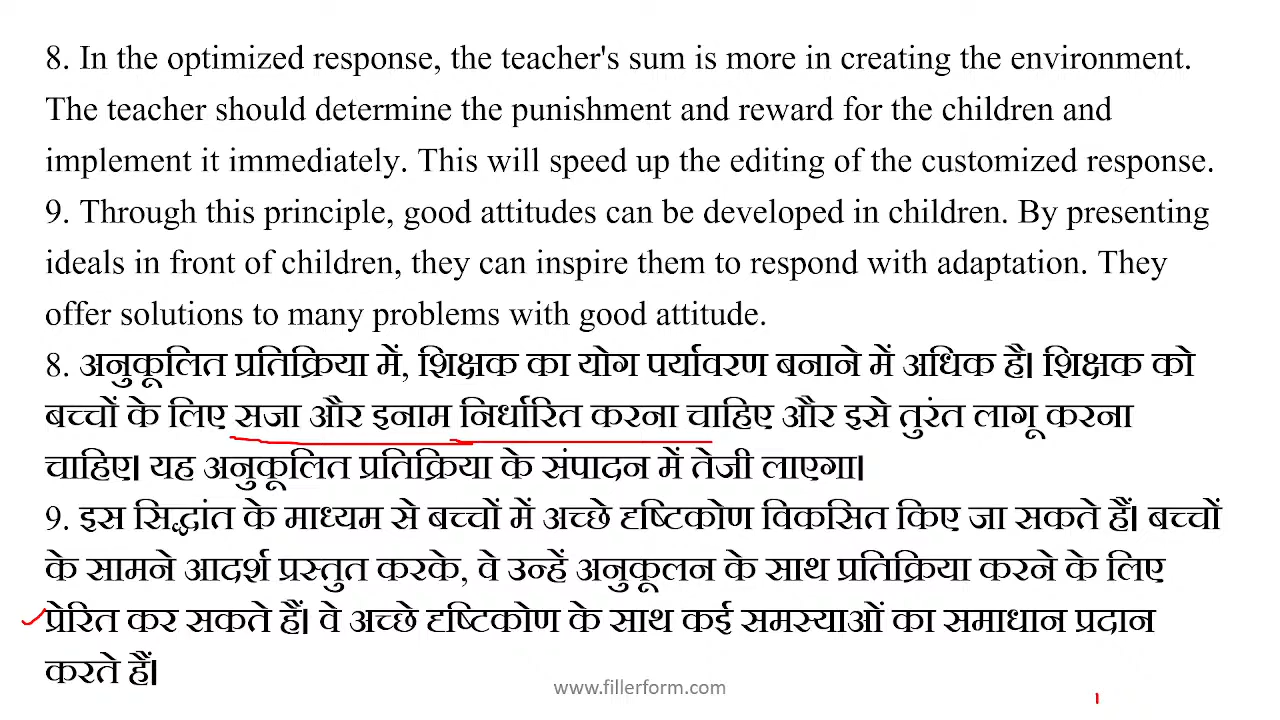 8. In the optimized response, the teacher's sum is more in creating the environment.
The teacher should determine the punishment and reward for the children and
implement it immediately. This will speed up the editing of the customized response.
9. Through this principle, good attitudes can be developed in children. By presenting
ideals in front of children, they can inspire them to respond with adaptation. They
offer solutions to many problems with good attitude.
8. अनुकूलित प्रतिक्रिया में, शिक्षक का योग पर्यावरण बनाने में अधिक है। शिक्षक को
बच्चों के लिए सजा और इनाम निर्धारित करना चाहिए और इसे तुरंत लागू करना
चाहिए। यह अनुकूलित प्रतिक्रिया के संपादन में तेजी लाएगा।
9. इस सिद्धांत के माध्यम से बच्चों में अच्छे दृष्टिकोण विकसित किए जा सकते हैं। बच्चों
के सामने आदर्श प्रस्तुत करके, वे उन्हें अनुकूलन के साथ प्रतिक्रिया करने के लिए
प्रेरित कर सकते हैं। वे अच्छे दृष्टिकोण के साथ कई समस्याओं का समाधान प्रदान
करते हैं।
www.fillerform.com